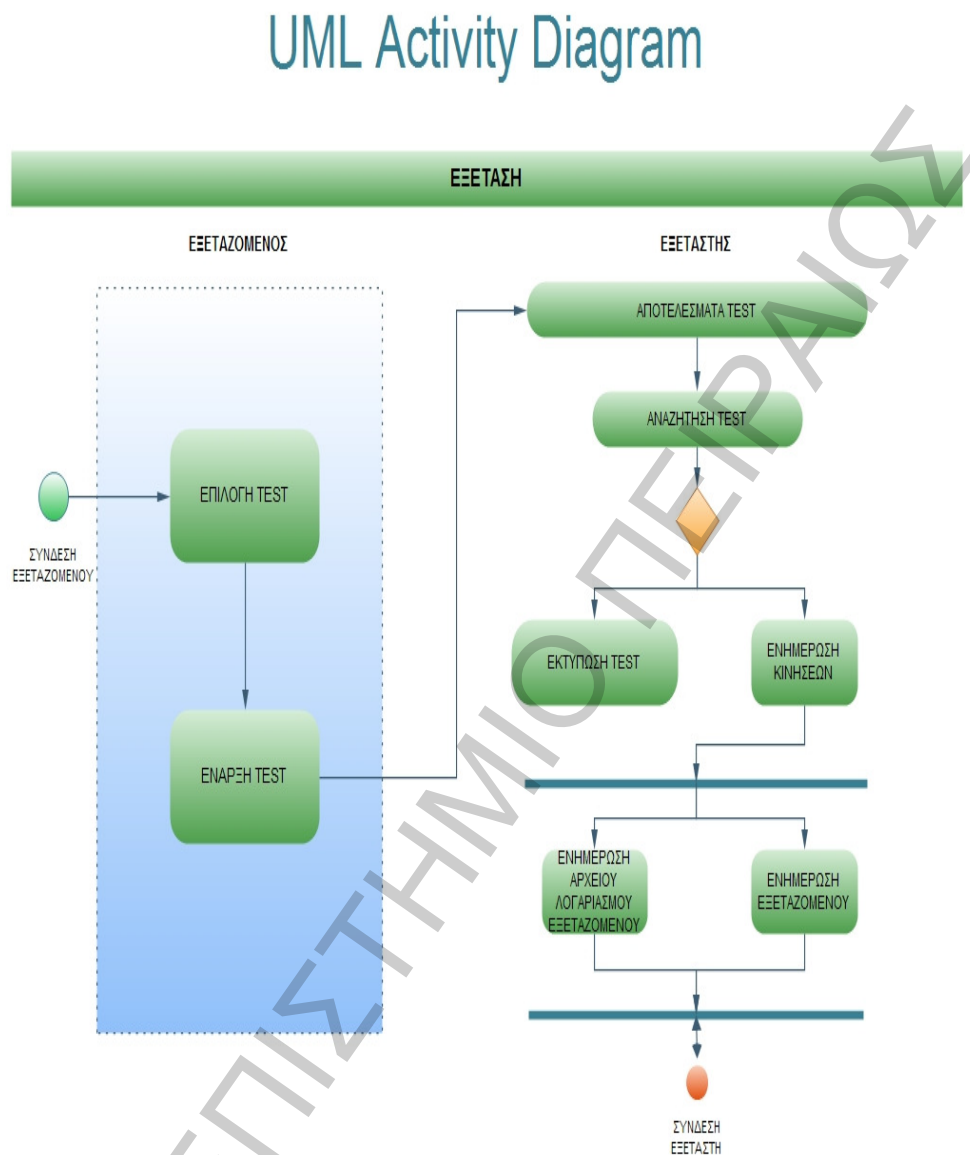 UML Activity Diagram
ΕΞΕΤΑΣΗ
ΕΞΕΤΑΖΟΜΕΝΟΣ
ΕΞΕΤΑΣΤΗΣ
ΑΠΟΤΕΛΕΣΜΑΤΑ TEST
ΑΝΑΖΗΤΗΣΗ TEST
ΕΠΙΛΟΓΗ TEST
ΣΥΝΔΕΣΗ
ΕΞΕΤΑΖΟΜΕΝΟΥ
ΕΚΤΥΠΩΣΗ TEST
ΕΝΗΜΕΡΩΣΗ
ΚΙΝΗΣΕΩΝ
ΕΝΑΡΞΗ TEST
ΕΝΗΜΕΡΩΣΗ
ΑΡΧΕΙΟΥ
ΛΟΓΑΡΙΑΣΜΟΥ
ΕΞΕΤΑΖΟΜΕΝΟΥ
ΕΝΗΜΕΡΩΣΗ
ΕΞΕΤΑΖΟΜΕΝΟΥ
ΣΥΝΔΕΣΗ
ΕΞΕΤΑΣΤΗ
ΕΠΙΣΤΗΜΙΟ ΠΕΙΡΑΙΩΣ